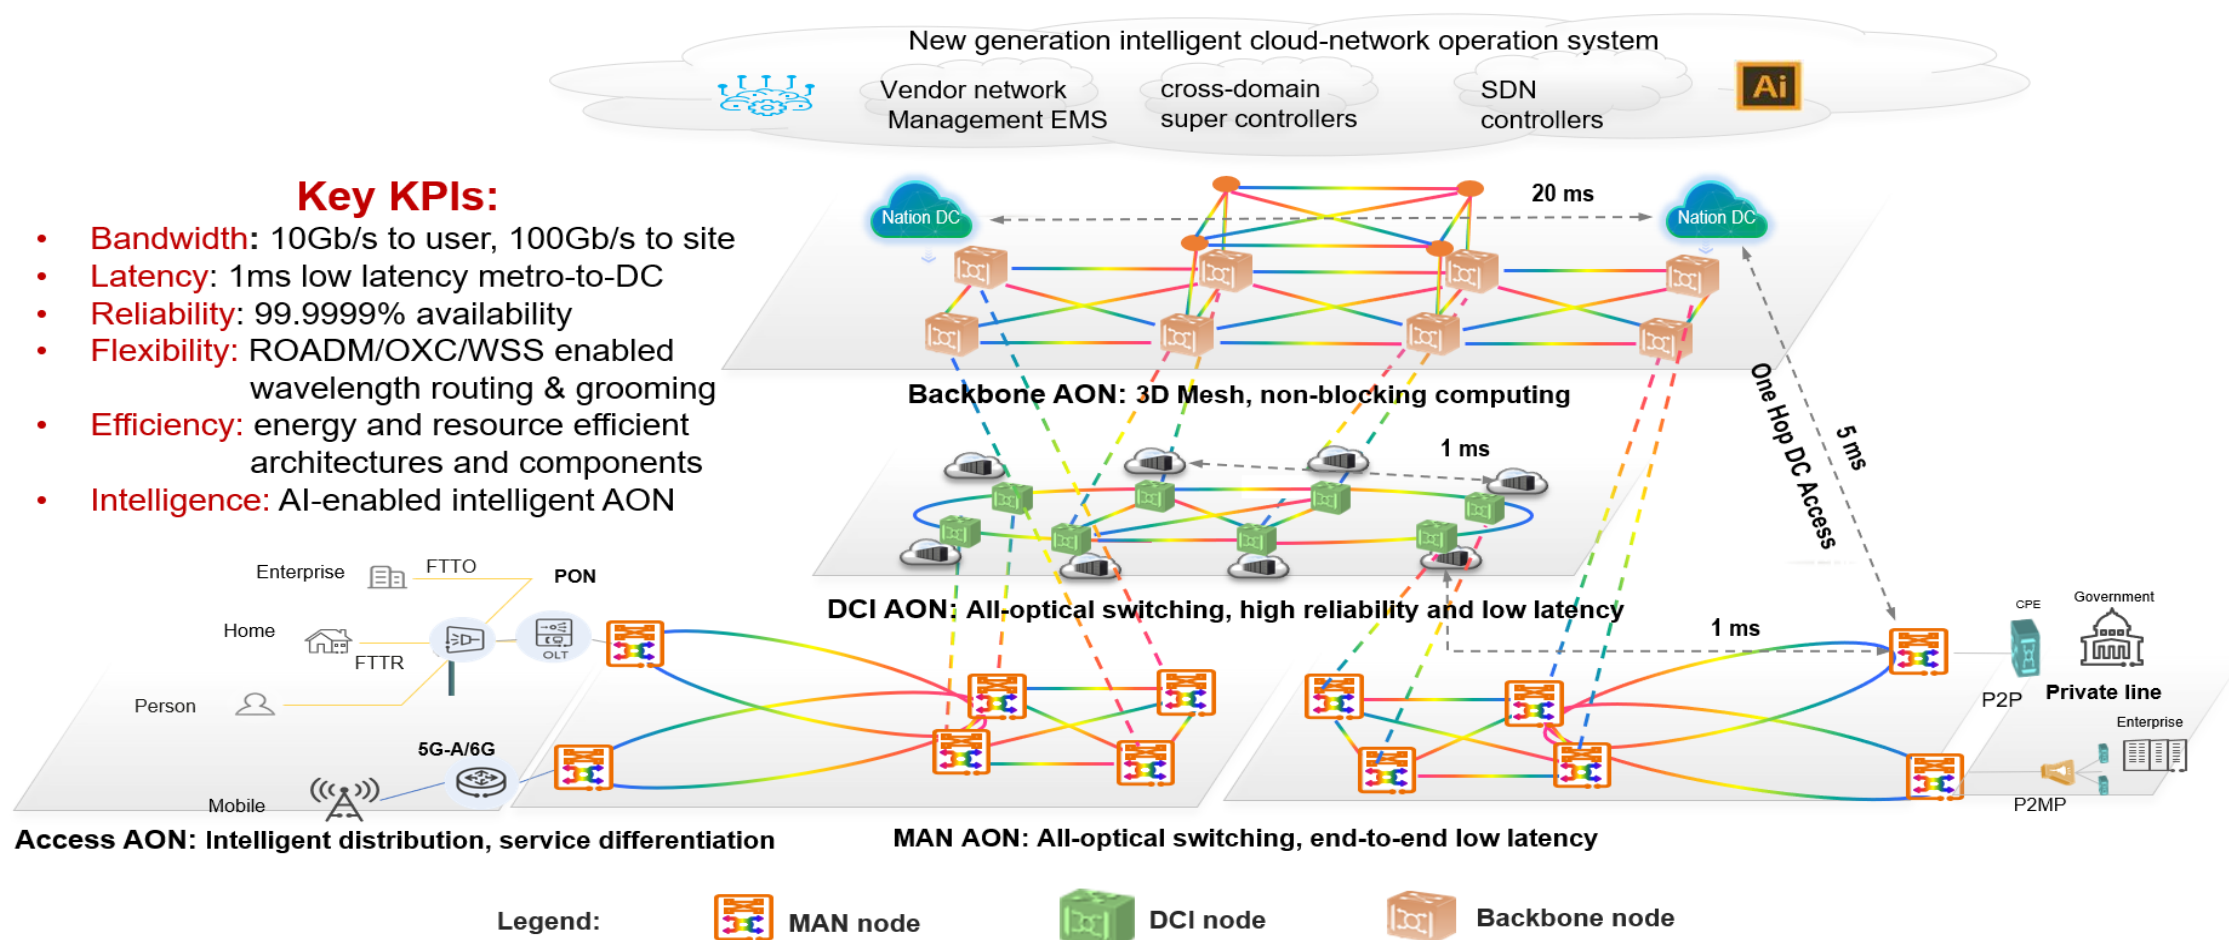 New generation intelligent cloud-network operation system
Vendor network
Management EMS
cross-domain
super controllers
SDN
controllers
Ai
Key KPIs:
• Bandwidth: 10Gb/s to user, 100Gb/s to site
• Latency: 1ms low latency metro-to-DC
• Reliability: 99.9999% availability
• Flexibility: ROADM/OXC/WSS enabled
wavelength routing & grooming
• Efficiency: energy and resource efficient
architectures and components
• Intelligence: AI-enabled intelligent AON
Nation DC
20 ms
Nation DC
Backbone AON: 3D Mesh, non-blocking computing
One Hop DC Access
5 ms
1 ms
DCI AON: All-optical switching, high reliability and low latency
1 ms
Enterprise
FTTO
PON
Home
FTTR
OLT
Person
5G-A/6G
Mobile
CPE
Government
P2P
Private line
Enterprise
P2MP
Access AON: Intelligent distribution, service differentiation
MAN AON: All-optical switching, end-to-end low latency
Legend:
MAN node
DCI node
Backbone node